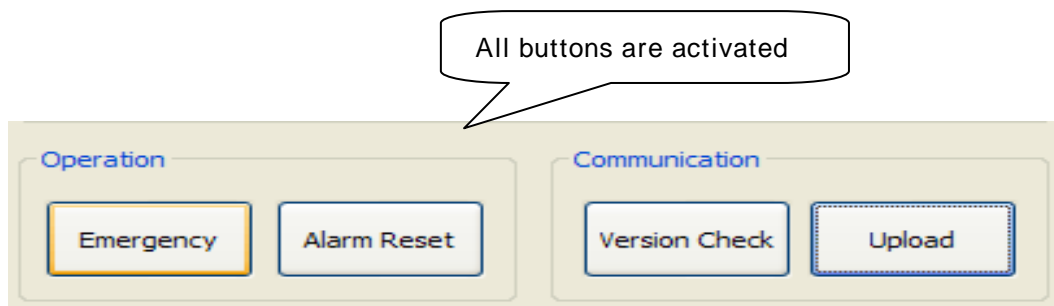 All buttons are activated
Operation
Communication
Emergency
Alarm Reset
Version Check
Upload